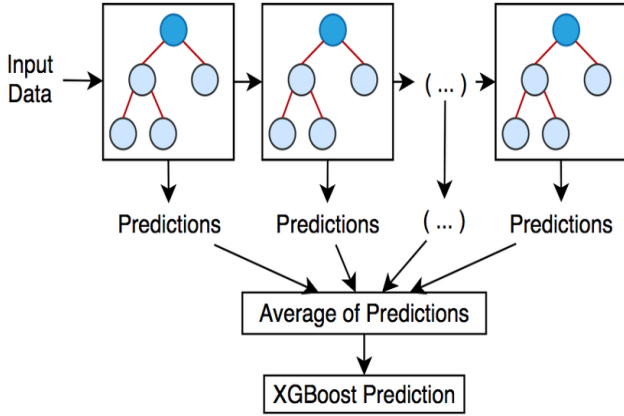 Input
Data
( ... )
Predictions
Predictions
( ... )
Predictions
Average of Predictions
XGBoost Prediction